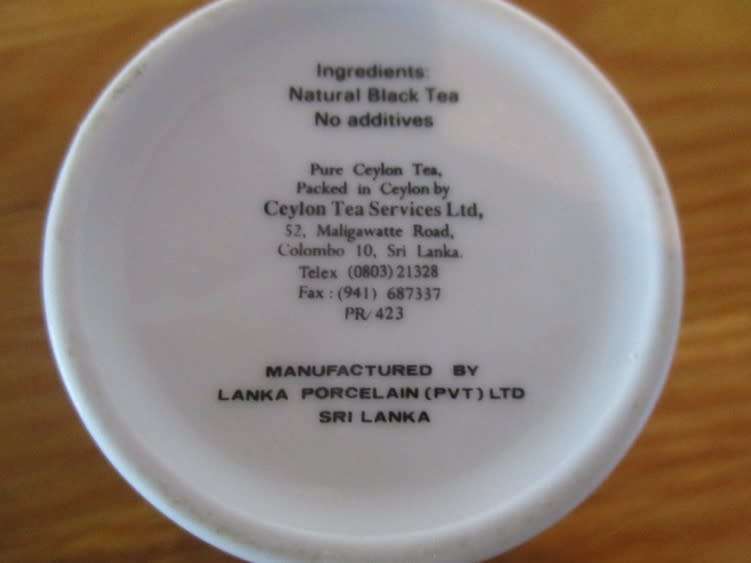 Ingredients:
Natural Black Tea
No additives
Pure Ceylon Tea,
Packed in Ceylon by
Ceylon Tea Services Ltd,
52, Maligawatte Road,
Colombo 10, Sri Lanka.
Telex (0803) 21328
Fax : (941) 687337
PR/423
MANUFACTURED BY
LANKA PORCELAIN (PVT) LTD
SRI LANKA